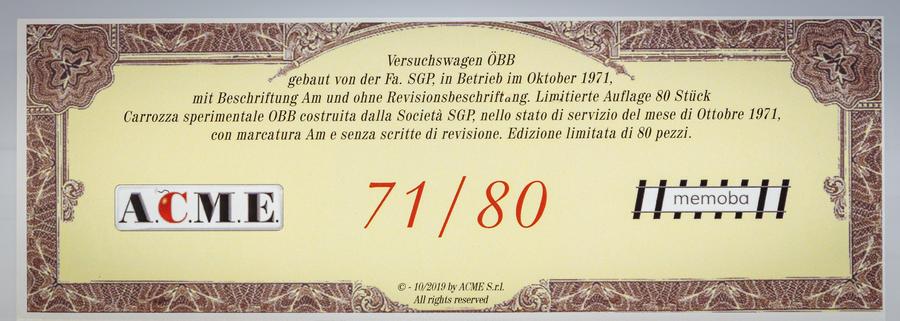 Versuchswagen ÖBB
gebaut von der Fa. SGP, in Betrieb im Oktober 1971,
mit Beschriftung Am und ohne Revisionsbeschriftang. Limitierte Auflage 80 Stück
Carrozza sperimentale OBB costruita dalla Società SGP, nello stato di servizio del mese di Ottobre 1971,
con marcatura Am e senza scritte di revisione. Edizione limitata di 80 pezzi.
A.C.M.E.
71/80
memoba
© - 10/2019 by ACME S.r.l.
All rights reserved